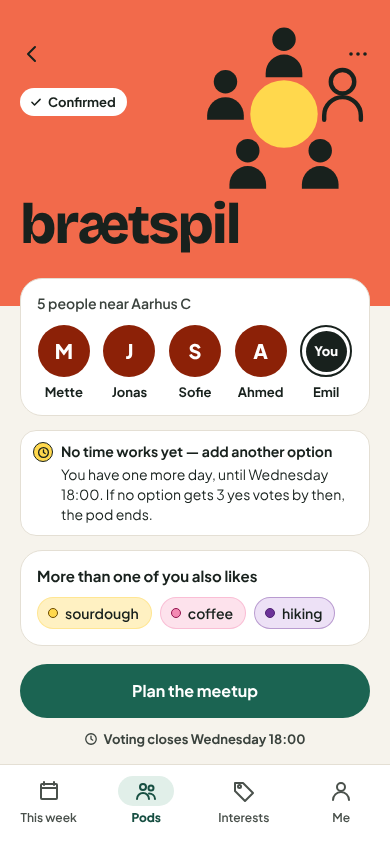 Confirmed
brætspil
5 people near Aarhus C
M J S A You
Mette Jonas Sofie Ahmed Emil
No time works yet — add another option
You have one more day, until Wednesday
18:00. If no option gets 3 yes votes by then,
the pod ends.
More than one of you also likes
sourdough coffee hiking
Plan the meetup
Voting closes Wednesday 18:00
This week Pods Interests Me